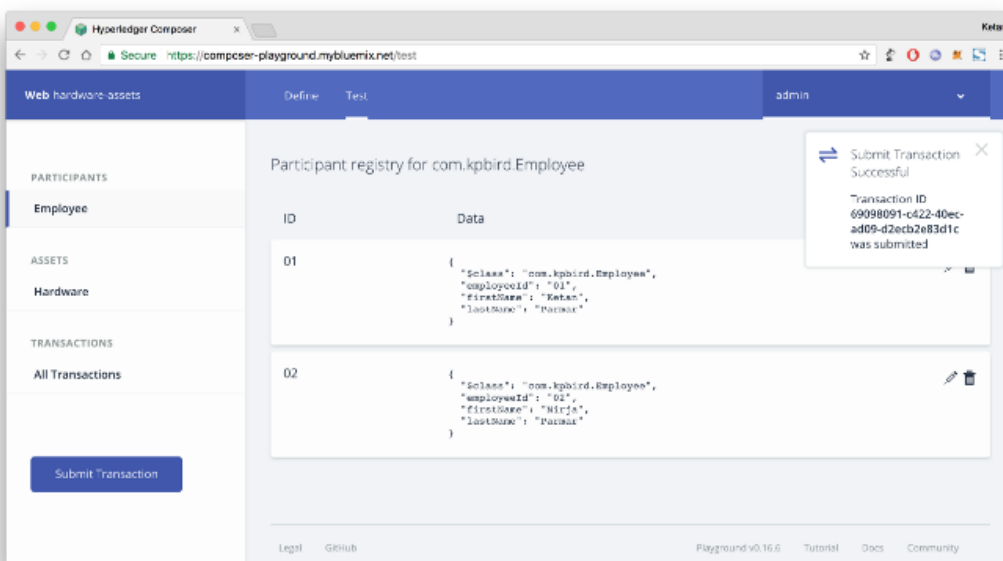 Hyperledger Composer
Ketan
Secure https://composer-playground.mybluemix.net/test
Web hardware-assets
Define Test
admin
PARTICIPANTS
Employee
ASSETS
Hardware
TRANSACTIONS
All Transactions
Submit Transaction
Participant registry for com.kpbird.Employee
ID Data
01
{
"$class": "com.kpbird.Employee",
"employeeId": "01",
"firstName": "Ketan",
"lastName": "Parmar"
}
02
{
"$class": "com.kpbird.Employee",
"employeeId": "02",
"firstName": "Nirja",
"lastName": "Parmar"
}
Submit Transaction
Successful
Transaction ID
69098091-c422-40ec-
ad09-d2ecb2e83d1c
was submitted
Legal GitHub
Playground v0.16.6 Tutorial Docs Community